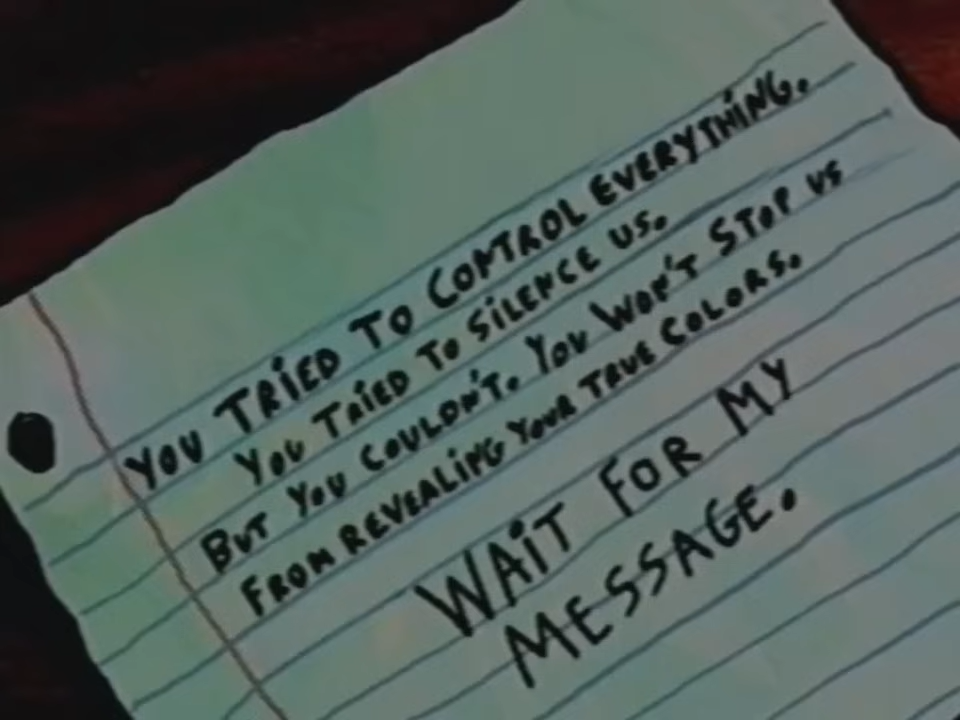 YOU TRiED TO CONTROL EVERYTHiNG.
YOU TRiED TO SiLENCE US.
BUT YOU COULDN'T. YOU WON'T STOP US
FROM REVEALiNG YOUR TRUE COLORS.
WAiT FOR MY
MESSAGE.